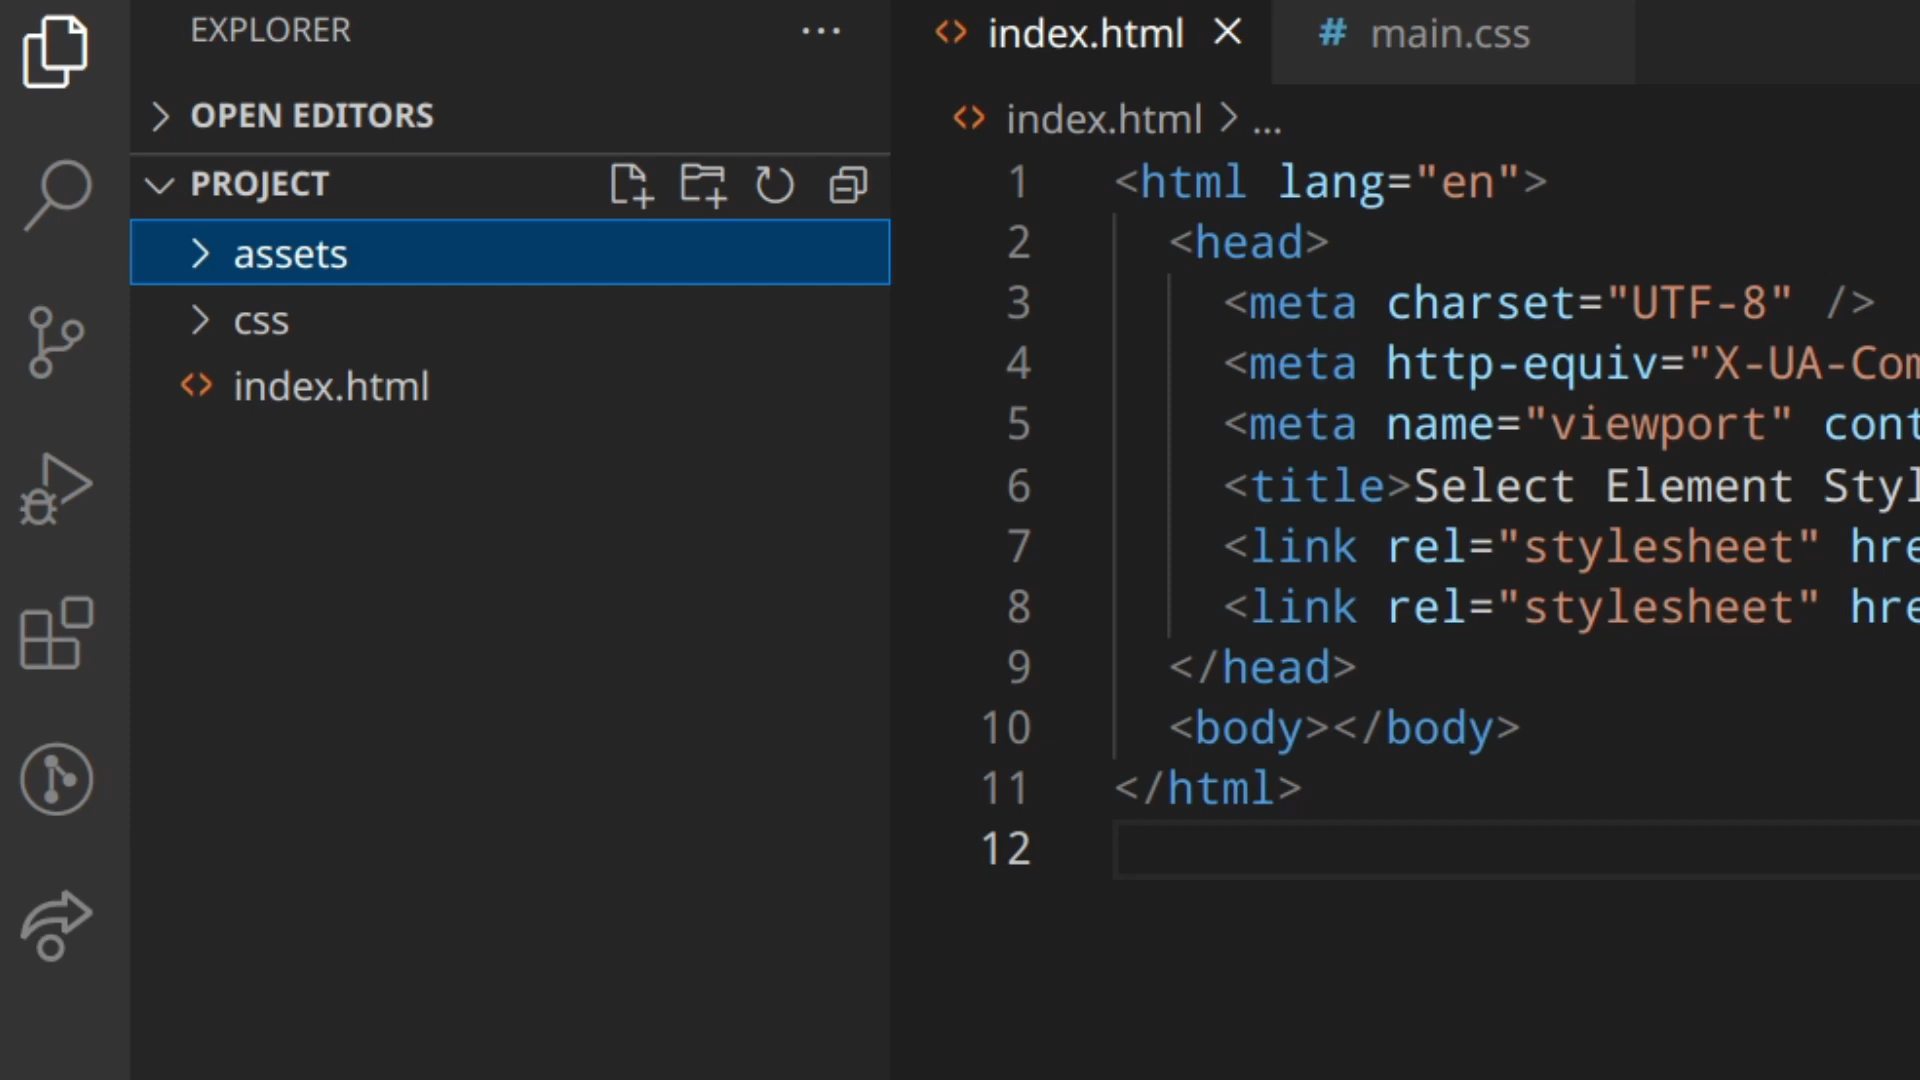 EXPLORER
OPEN EDITORS
PROJECT
assets
css
index.html
index.html
# main.css
index.html > ...
1 <html lang="en">
2 <head>
3 <meta charset="UTF-8" />
4 <meta http-equiv="X-UA-Com
5 <meta name="viewport" cont
6 <title>Select Element Styl
7 <link rel="stylesheet" hre
8 <link rel="stylesheet" hre
9 </head>
10 <body></body>
11 </html>
12